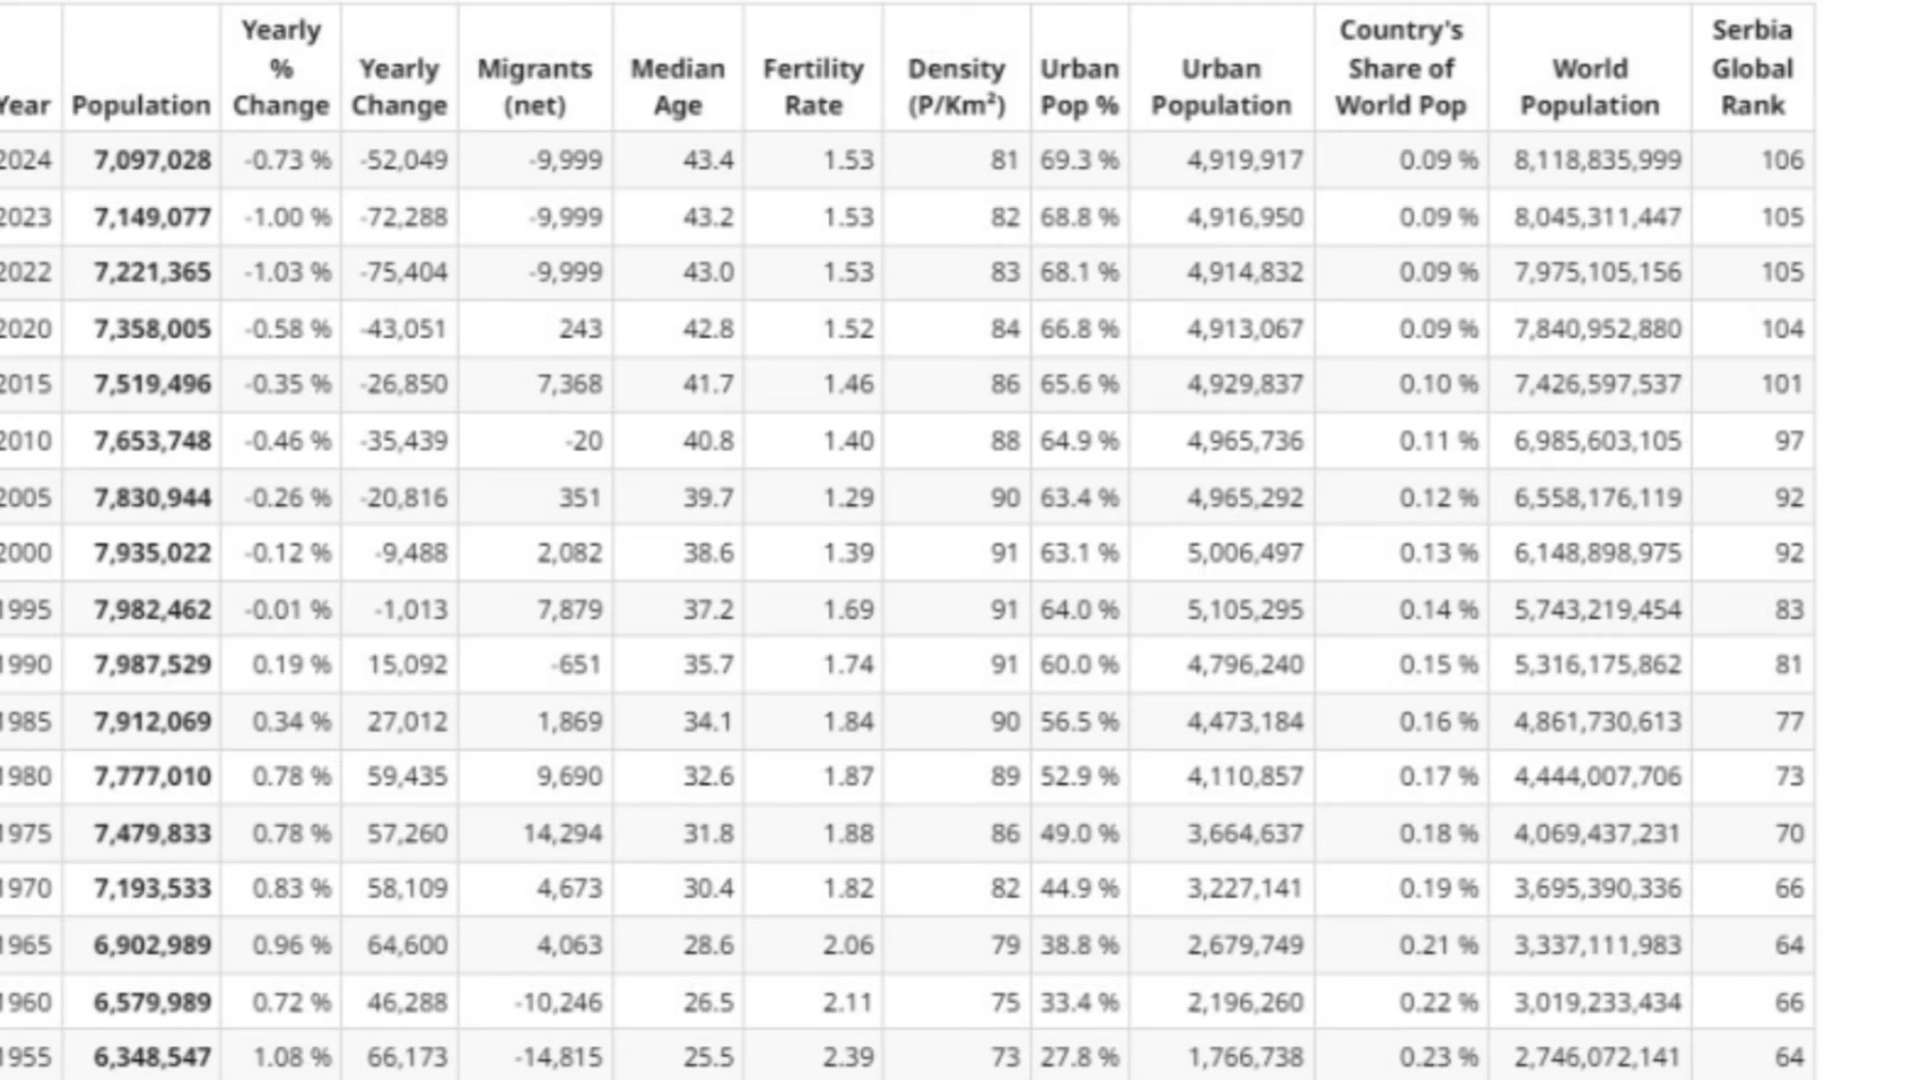 Year Population Yearly % Change Yearly Change Migrants (net) Median Age Fertility Rate Density (P/Km²) Urban Pop % Urban Population Country's Share of World Pop World Population Serbia Global Rank
2024 7,097,028 -0.73 % -52,049 -9,999 43.4 1.53 81 69.3 % 4,919,917 0.09 % 8,118,835,999 106
2023 7,149,077 -1.00 % -72,288 -9,999 43.2 1.53 82 68.8 % 4,916,950 0.09 % 8,045,311,447 105
2022 7,221,365 -1.03 % -75,404 -9,999 43.0 1.53 83 68.1 % 4,914,832 0.09 % 7,975,105,156 105
2020 7,358,005 -0.58 % -43,051 243 42.8 1.52 84 66.8 % 4,913,067 0.09 % 7,840,952,880 104
2015 7,519,496 -0.35 % -26,850 7,368 41.7 1.46 86 65.6 % 4,929,837 0.10 % 7,426,597,537 101
2010 7,653,748 -0.46 % -35,439 -20 40.8 1.40 88 64.9 % 4,965,736 0.11 % 6,985,603,105 97
2005 7,830,944 -0.26 % -20,816 351 39.7 1.29 90 63.4 % 4,965,292 0.12 % 6,558,176,119 92
2000 7,935,022 -0.12 % -9,488 2,082 38.6 1.39 91 63.1 % 5,006,497 0.13 % 6,148,898,975 92
1995 7,982,462 -0.01 % -1,013 7,879 37.2 1.69 91 64.0 % 5,105,295 0.14 % 5,743,219,454 83
1990 7,987,529 0.19 % 15,092 -651 35.7 1.74 91 60.0 % 4,796,240 0.15 % 5,316,175,862 81
1985 7,912,069 0.34 % 27,012 1,869 34.1 1.84 90 56.5 % 4,473,184 0.16 % 4,861,730,613 77
1980 7,777,010 0.78 % 59,435 9,690 32.6 1.87 89 52.9 % 4,110,857 0.17 % 4,444,007,706 73
1975 7,479,833 0.78 % 57,260 14,294 31.8 1.88 86 49.0 % 3,664,637 0.18 % 4,069,437,231 70
1970 7,193,533 0.83 % 58,109 4,673 30.4 1.82 82 44.9 % 3,227,141 0.19 % 3,695,390,336 66
1965 6,902,989 0.96 % 64,600 4,063 28.6 2.06 79 38.8 % 2,679,749 0.21 % 3,337,111,983 64
1960 6,579,989 0.72 % 46,288 -10,246 26.5 2.11 75 33.4 % 2,196,260 0.22 % 3,019,233,434 66
1955 6,348,547 1.08 % 66,173 -14,815 25.5 2.39 73 27.8 % 1,766,738 0.23 % 2,746,072,141 64